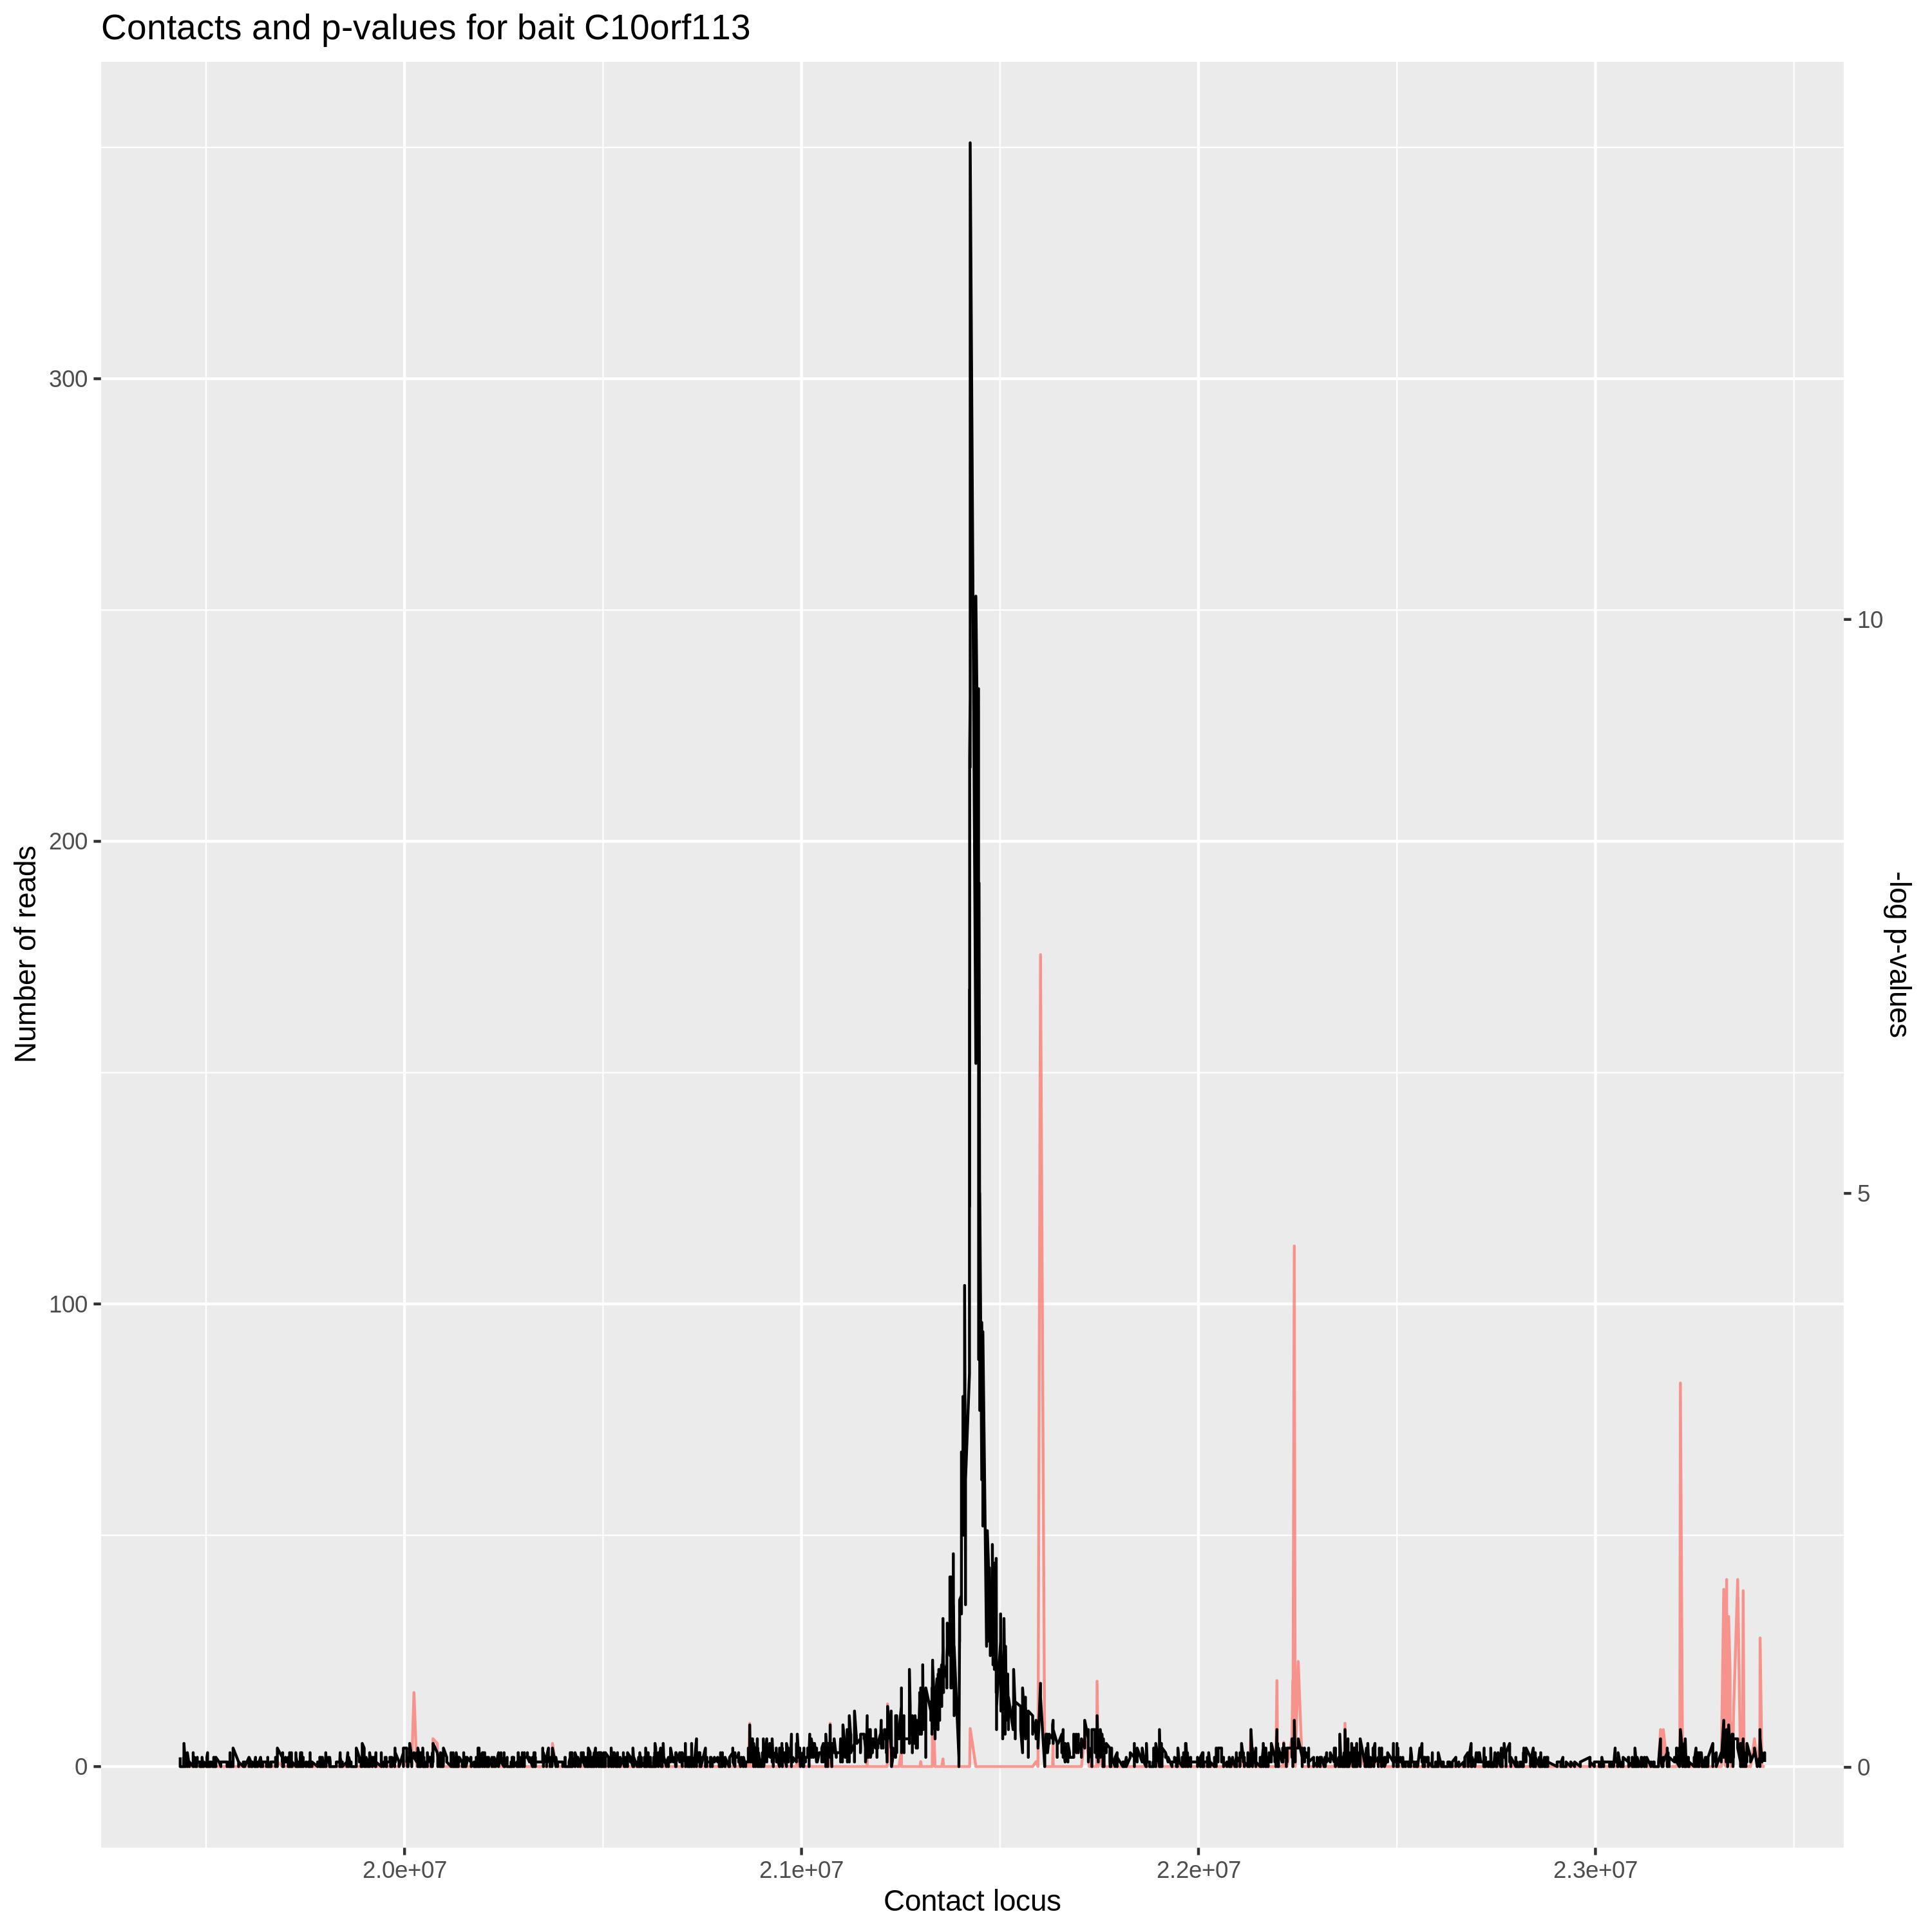 Contacts and p-values for bait C10orf113
300
200
100
0
Number of reads
10
5
0
-log p-values
2.0e+07
2.1e+07
2.2e+07
2.3e+07
Contact locus